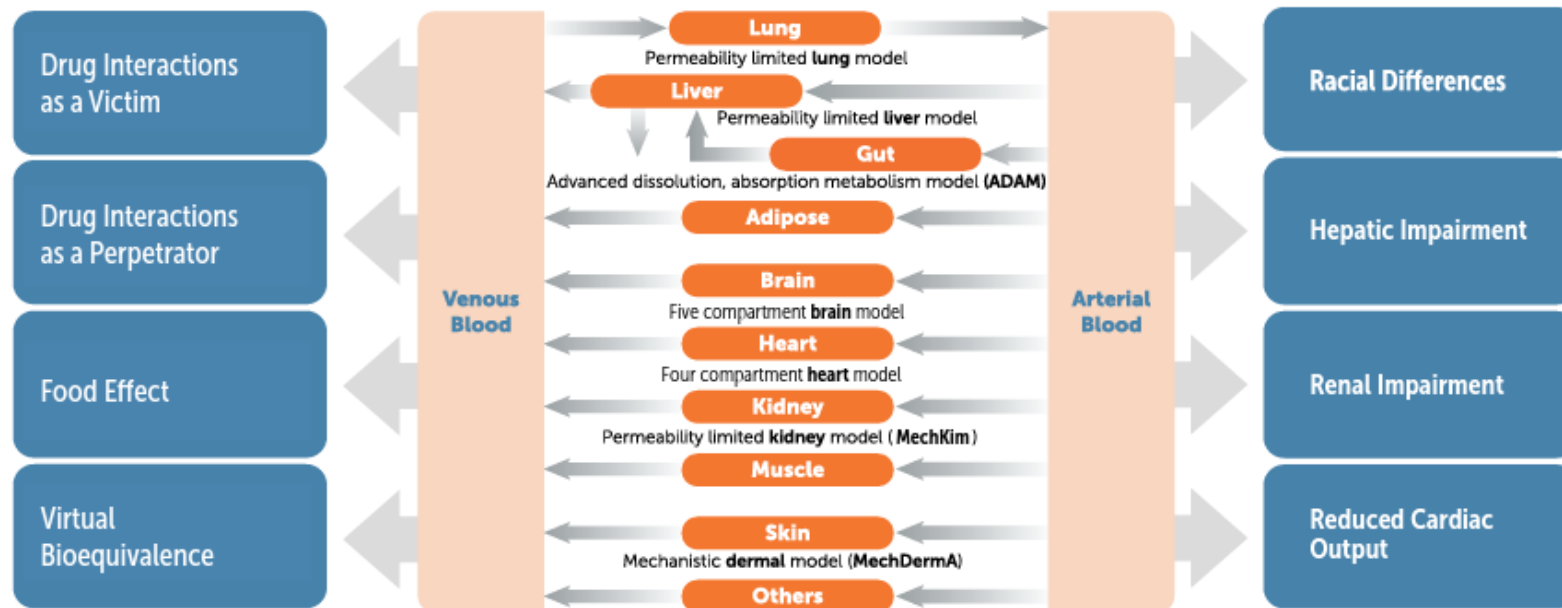 Drug Interactions
as a Victim
Drug Interactions
as a Perpetrator
Food Effect
Virtual
Bioequivalence
Venous
Blood
Lung
Permeability limited lung model
Liver
Permeability limited liver model
Gut
Advanced dissolution, absorption metabolism model (ADAM)
Adipose
Brain
Five compartment brain model
Heart
Four compartment heart model
Kidney
Permeability limited kidney model ( MechKim )
Muscle
Skin
Mechanistic dermal model (MechDermA)
Others
Arterial
Blood
Racial Differences
Hepatic Impairment
Renal Impairment
Reduced Cardiac
Output